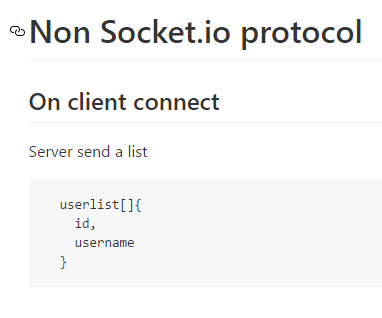 Non Socket.io protocol
On client connect
Server send a list
userlist[]{
id,
username
}